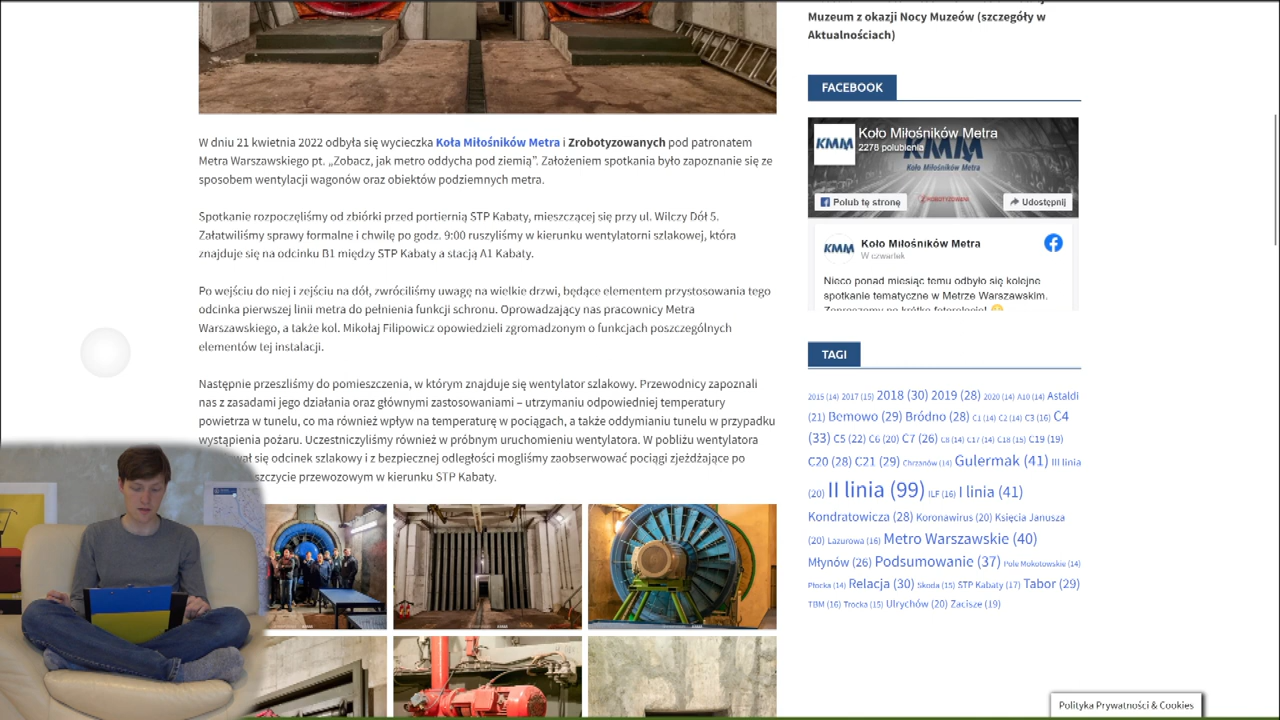 W dniu 21 kwietnia 2022 odbyła się wycieczka Koła Miłośników Metra i Zrobotyzowanych pod patronatem
Metra Warszawskiego pt. „Zobacz, jak metro oddycha pod ziemią”. Założeniem spotkania było zapoznanie się ze
sposobem wentylacji wagonów oraz obiektów podziemnych metra.
Spotkanie rozpoczęliśmy od zbiórki przed portiernią STP Kabaty, mieszczącej się przy ul. Wilczy Dół 5.
Załatwiliśmy sprawy formalne i chwilę po godz. 9:00 ruszyliśmy w kierunku wentylatorni szlakowej, która
znajduje się na odcinku B1 między STP Kabaty a stacją A1 Kabaty.
Po wejściu do niej i zejściu na dół, zwróciliśmy uwagę na wielkie drzwi, będące elementem przystosowania tego
odcinka pierwszej linii metra do pełnienia funkcji schronu. Oprowadzający nas pracownicy Metra
Warszawskiego, a także kol. Mikołaj Filipowicz opowiedzieli zgromadzonym o funkcjach poszczególnych
elementów tej instalacji.
Następnie przeszliśmy do pomieszczenia, w którym znajduje się wentylator szlakowy. Przewodnicy zapoznali
nas z zasadami jego działania oraz głównymi zastosowaniami – utrzymaniu odpowiedniej temperatury
powietrza w tunelu, co ma również wpływ na temperaturę w pociągach, a także oddymianiu tunelu w przypadku
wystąpienia pożaru. Uczestniczyliśmy również w próbnym uruchomieniu wentylatora. W pobliżu wentylatora
się odcinek szlakowy i z bezpiecznej odległości mogliśmy zaobserwować pociągi zjeżdżające po
szczycie przewozowym w kierunku STP Kabaty.
Muzeum z okazji Nocy Muzeów (szczegóły w
Aktualnościach)
FACEBOOK
KMM
Koło Miłośników Metra
2278 polubienia
KMM
Koło Miłośników Metra
Polub tę stronę
ZROBOTYZOWANI
Udostępnij
KMM
Koło Miłośników Metra
W czwartek
Nieco ponad miesiąc temu odbyło się kolejne
spotkanie tematyczne w Metrze Warszawskim.
Zapraszamy na krótką fotorelację!
TAGI
2015 (14) 2017 (15) 2018 (30) 2019 (28) 2020 (14) A10 (14) Astaldi
(21) Bemowo (29) Bródno (28) C1 (14) C2 (14) C3 (16) C4
(33) C5 (22) C6 (20) C7 (26) C8 (14) C17 (14) C18 (15) C19 (19)
C20 (28) C21 (29) Chrzanów (14) Gulermak (41) III linia
(20) II linia (99) ILF (16) I linia (41)
Kondratowicza (28) Koronawirus (20) Księcia Janusza
(20) Lazurowa (16) Metro Warszawskie (40)
Młynów (26) Podsumowanie (37) Pole Mokotowskie (14)
Płocka (14) Relacja (30) Skoda (15) STP Kabaty (17) Tabor (29)
TBM (16) Trocka (15) Ulrychów (20) Zacisze (19)
Polityka Prywatności & Cookies